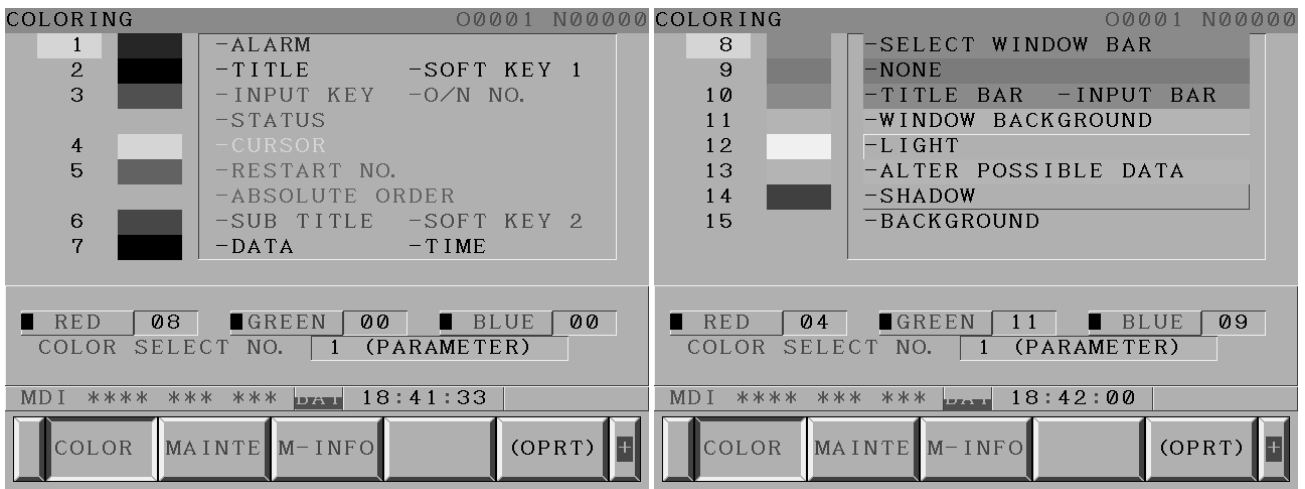 COLORING O0001 N00000
1 -ALARM
2 -TITLE -SOFT KEY 1
3 -INPUT KEY -O/N NO.
-STATUS
4 -CURSOR
5 -RESTART NO.
-ABSOLUTE ORDER
6 -SUB TITLE -SOFT KEY 2
7 -DATA -TIME
RED 08 GREEN 00 BLUE 00
COLOR SELECT NO. 1 (PARAMETER)
MDI **** *** *** BAT 18:41:33
COLOR MAINTE M-INFO (OPRT) +
COLORING O0001 N00000
8 -SELECT WINDOW BAR
9 -NONE
10 -TITLE BAR -INPUT BAR
11 -WINDOW BACKGROUND
12 -LIGHT
13 -ALTER POSSIBLE DATA
14 -SHADOW
15 -BACKGROUND
RED 04 GREEN 11 BLUE 09
COLOR SELECT NO. 1 (PARAMETER)
MDI **** *** *** BAT 18:42:00
COLOR MAINTE M-INFO (OPRT) +